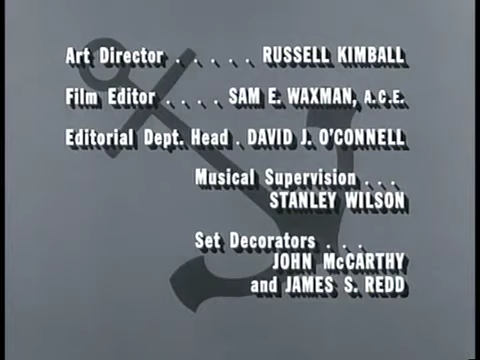 Art Director . . . . . RUSSELL KIMBALL
Film Editor . . . . SAM E. WAXMAN, A.C.E.
Editorial Dept. Head . DAVID J. O'CONNELL
Musical Supervision . . .
STANLEY WILSON
Set Decorators . . .
JOHN McCARTHY
and JAMES S. REDD